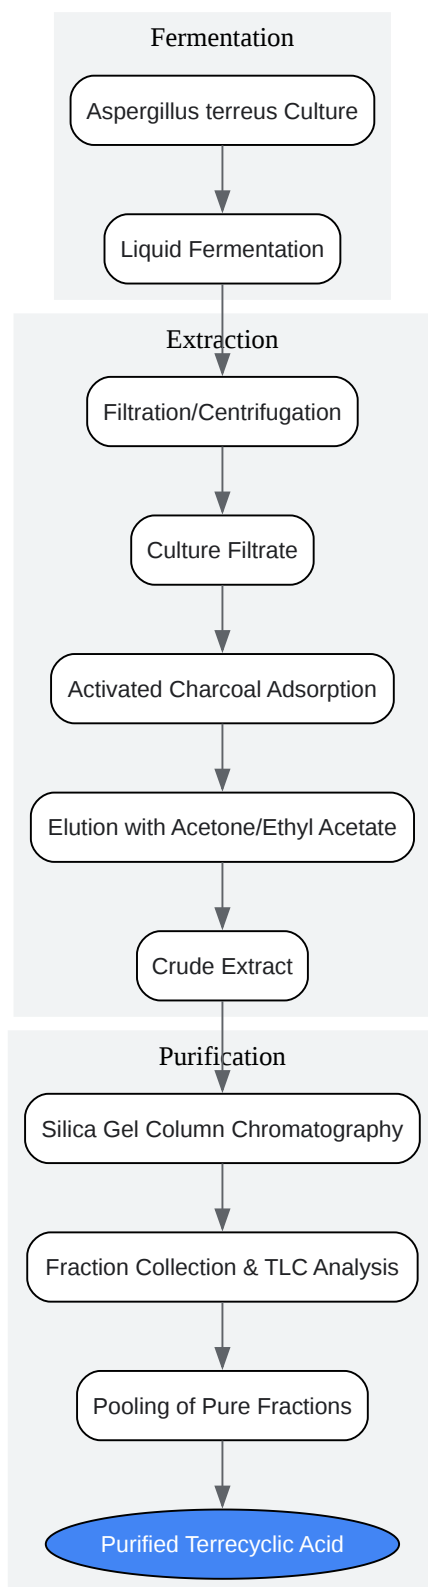 Fermentation
Aspergillus terreus Culture
Liquid Fermentation
Extraction
Filtration/Centrifugation
Culture Filtrate
Activated Charcoal Adsorption
Elution with Acetone/Ethyl Acetate
Crude Extract
Purification
Silica Gel Column Chromatography
Fraction Collection & TLC Analysis
Pooling of Pure Fractions
Purified Terrecyclic Acid